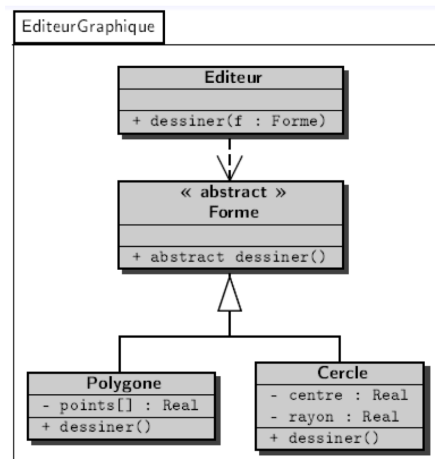 EditeurGraphique
Editeur
+ dessiner(f : Forme)
« abstract »
Forme
+ abstract dessiner()
Polygone
- points[] : Real
+ dessiner()
Cercle
- centre : Real
- rayon : Real
+ dessiner()